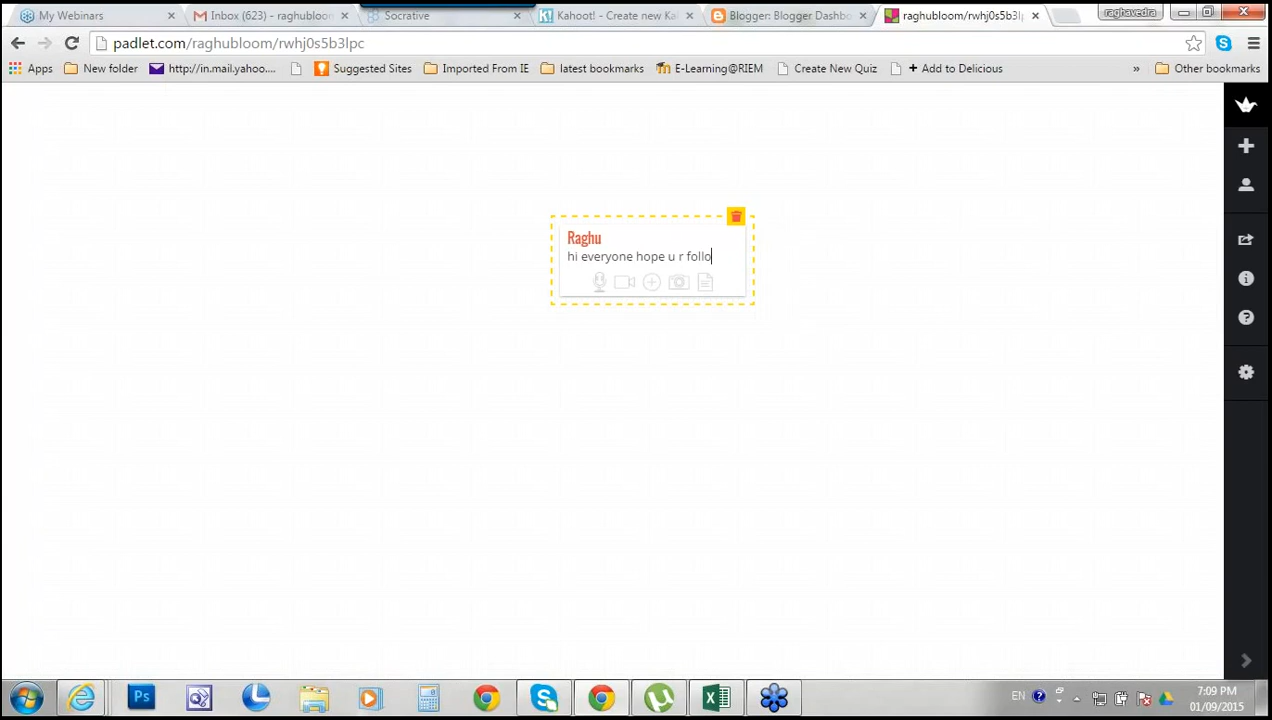 My Webinars
Inbox (623) - raghubloom
Socrative
Kahoot! - Create new Ka
Blogger: Blogger Dashbo
raghubloom/rwhj0s5b3lp
raghavedra
padlet.com/raghubloom/rwhj0s5b3lpc
Apps
New folder
http://in.mail.yahoo....
Suggested Sites
Imported From IE
latest bookmarks
E-Learning@RIEM
Create New Quiz
+ Add to Delicious
»
Other bookmarks
Raghu
hi everyone hope u r follo
Ps
EN
7:09 PM
01/09/2015